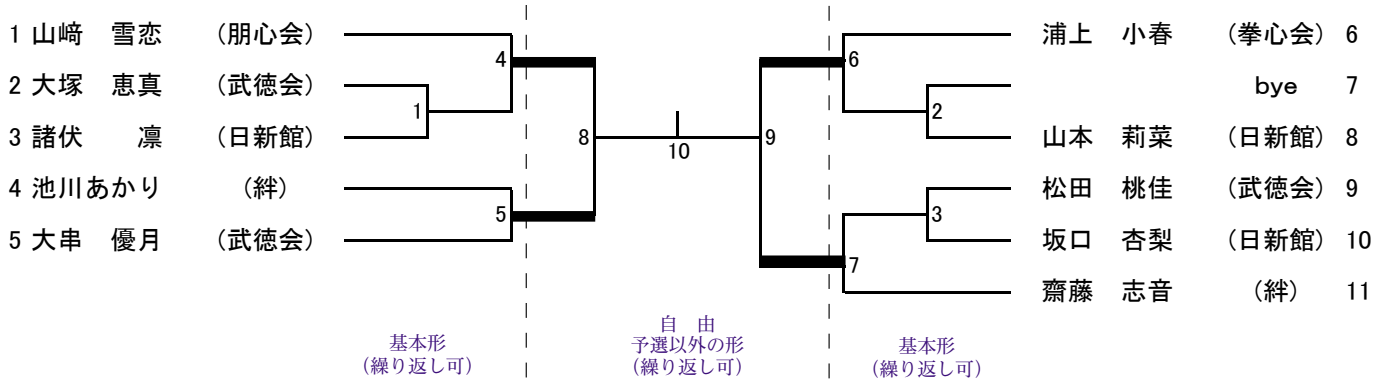 1 山﨑　雪恋　（朋心会）
2 大塚　恵真　（武徳会）
3 諸伏　　凛　（日新館）
4 池川あかり　（絆）
5 大串　優月　（武徳会）
4
1
5
8
10
9
6
2
3
7
浦上　小春　（拳心会） 6
bye 7
山本　莉菜　（日新館） 8
松田　桃佳　（武徳会） 9
坂口　杏梨　（日新館） 10
齋藤　志音　（絆） 11
基本形
（繰り返し可）
自　由
予選以外の形
（繰り返し可）
基本形
（繰り返し可）